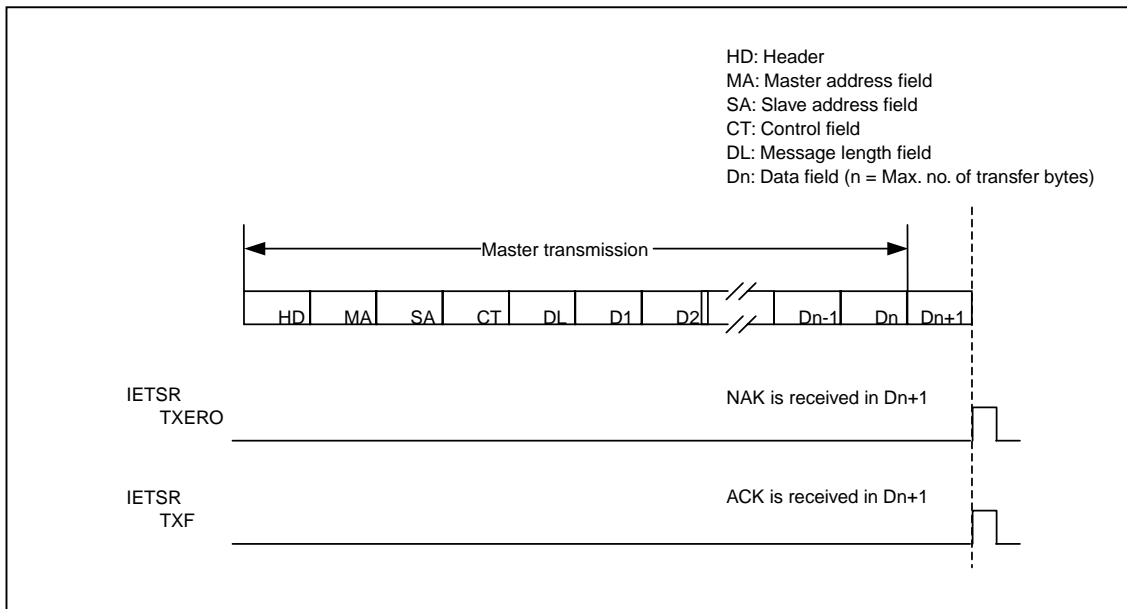 HD: Header
MA: Master address field
SA: Slave address field
CT: Control field
DL: Message length field
Dn: Data field (n = Max. no. of transfer bytes)
Master transmission
HD MA SA CT DL D1 D2 Dn-1 Dn Dn+1
IETSR
TXERO
NAK is received in Dn+1
IETSR
TXF
ACK is received in Dn+1